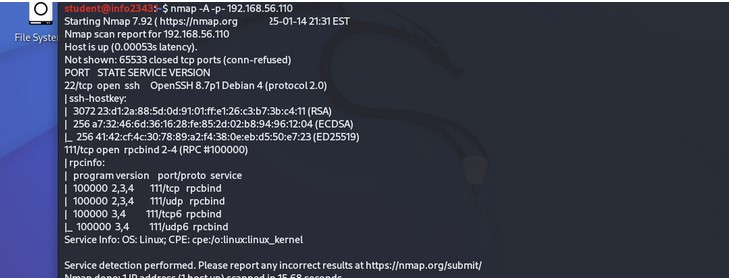 student@info2343:~$ nmap -A -p- 192.168.56.110
Starting Nmap 7.92 ( https://nmap.org 25-01-14 21:31 EST
Nmap scan report for 192.168.56.110
Host is up (0.00053s latency).
Not shown: 65533 closed tcp ports (conn-refused)
PORT STATE SERVICE VERSION
22/tcp open ssh OpenSSH 8.7p1 Debian 4 (protocol 2.0)
| ssh-hostkey:
| 3072 23:d1:2a:88:5d:0d:91:01:ff:e1:26:c3:b7:3b:c4:11 (RSA)
| 256 a7:32:46:6d:36:16:28:fe:85:2d:02:b8:94:96:12:04 (ECDSA)
|_ 256 41:42:cf:4c:30:78:89:a2:f4:38:0e:eb:d5:50:e7:23 (ED25519)
111/tcp open rpcbind 2-4 (RPC #100000)
| rpcinfo:
| program version port/proto service
| 100000 2,3,4 111/tcp rpcbind
| 100000 2,3,4 111/udp rpcbind
| 100000 3,4 111/tcp6 rpcbind
|_ 100000 3,4 111/udp6 rpcbind
Service Info: OS: Linux; CPE: cpe:/o:linux:linux_kernel
Service detection performed. Please report any incorrect results at https://nmap.org/submit/
Nmap done: 1 IP address (1 host up) scanned in 15.68 seconds
File Syste